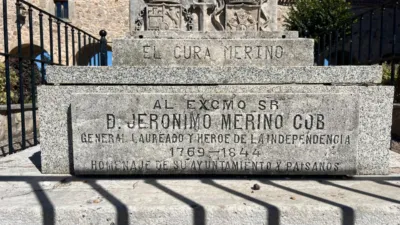 EL CURA MERINO
AL EXCMO SR
D. JERONIMO MERINO COB
GENERAL LAUREADO Y HEROE DE LA INDEPENDENCIA
1769-1844
HOMENAJE DE SU AYUNTAMIENTO Y PAISANOS